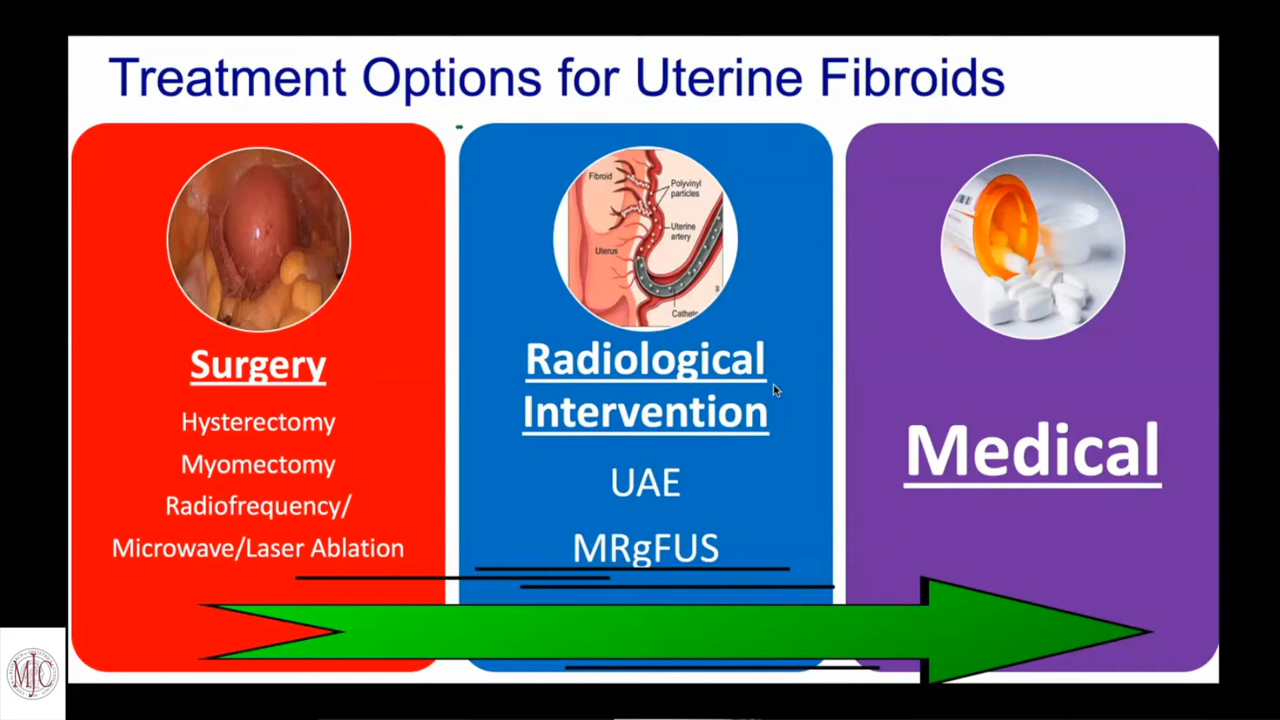 Treatment Options for Uterine Fibroids
Surgery
Hysterectomy
Myomectomy
Radiofrequency/
Microwave/Laser Ablation
Fibroid
Polyvinyl
particles
Uterine
artery
Uterus
a
Radiological
Intervention
UAE
MRgFUS
Medical
MJC